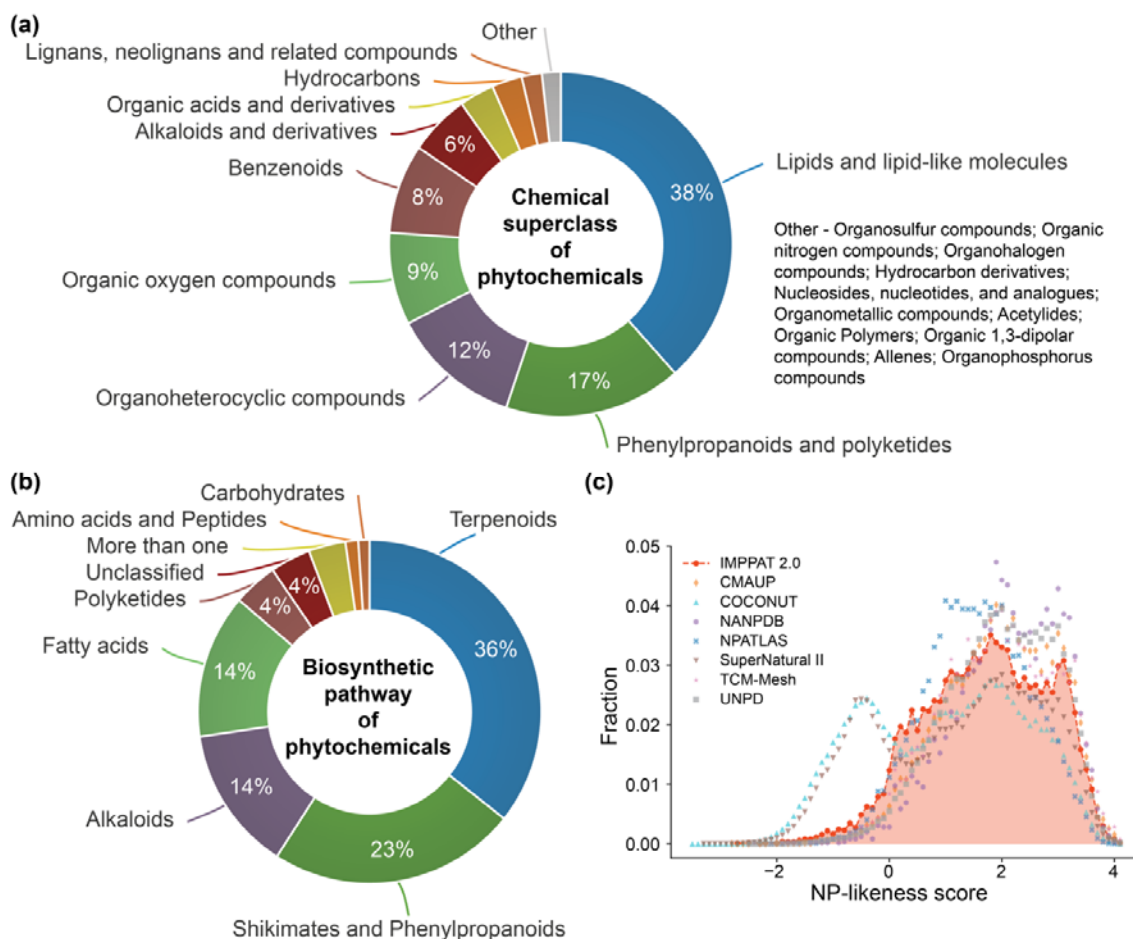 (a)
Other
Lignans, neolignans and related compounds
Hydrocarbons
Organic acids and derivatives
Alkaloids and derivatives
6%
Benzenoids
8%
Lipids and lipid-like molecules
38%
Chemical
superclass
of
phytochemicals
Other - Organosulfur compounds; Organic
nitrogen compounds; Organohalogen
compounds; Hydrocarbon derivatives;
Nucleosides, nucleotides, and analogues;
Organometallic compounds; Acetylides;
Organic Polymers; Organic 1,3-dipolar
compounds; Allenes; Organophosphorus
compounds
Organic oxygen compounds
9%
12%
Organoheterocyclic compounds
17%
Phenylpropanoids and polyketides
(b)
Carbohydrates
Amino acids and Peptides
Terpenoids
More than one
Unclassified
4%
Polyketides
4%
Fatty acids
14%
36%
Biosynthetic
pathway
of
phytochemicals
14%
Alkaloids
23%
Shikimates and Phenylpropanoids
(c)
0.05
0.04
0.03
0.02
0.01
0.00
Fraction
IMPPAT 2.0
CMAUP
COCONUT
NANPDB
NPATLAS
SuperNatural II
TCM-Mesh
UNPD
−2
0
2
4
NP-likeness score